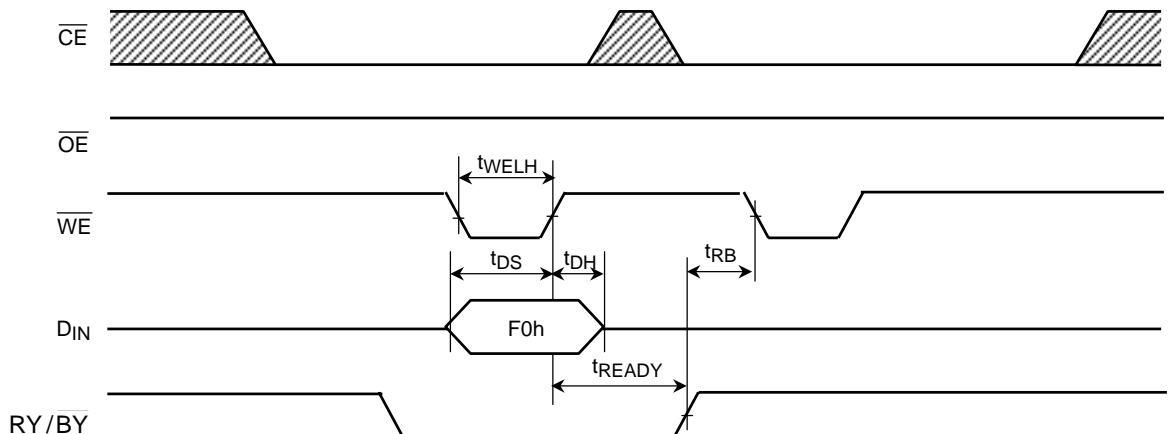 CE
OE
tWELH
WE
tDS tDH tRB
DIN F0h
tREADY
RY/BY